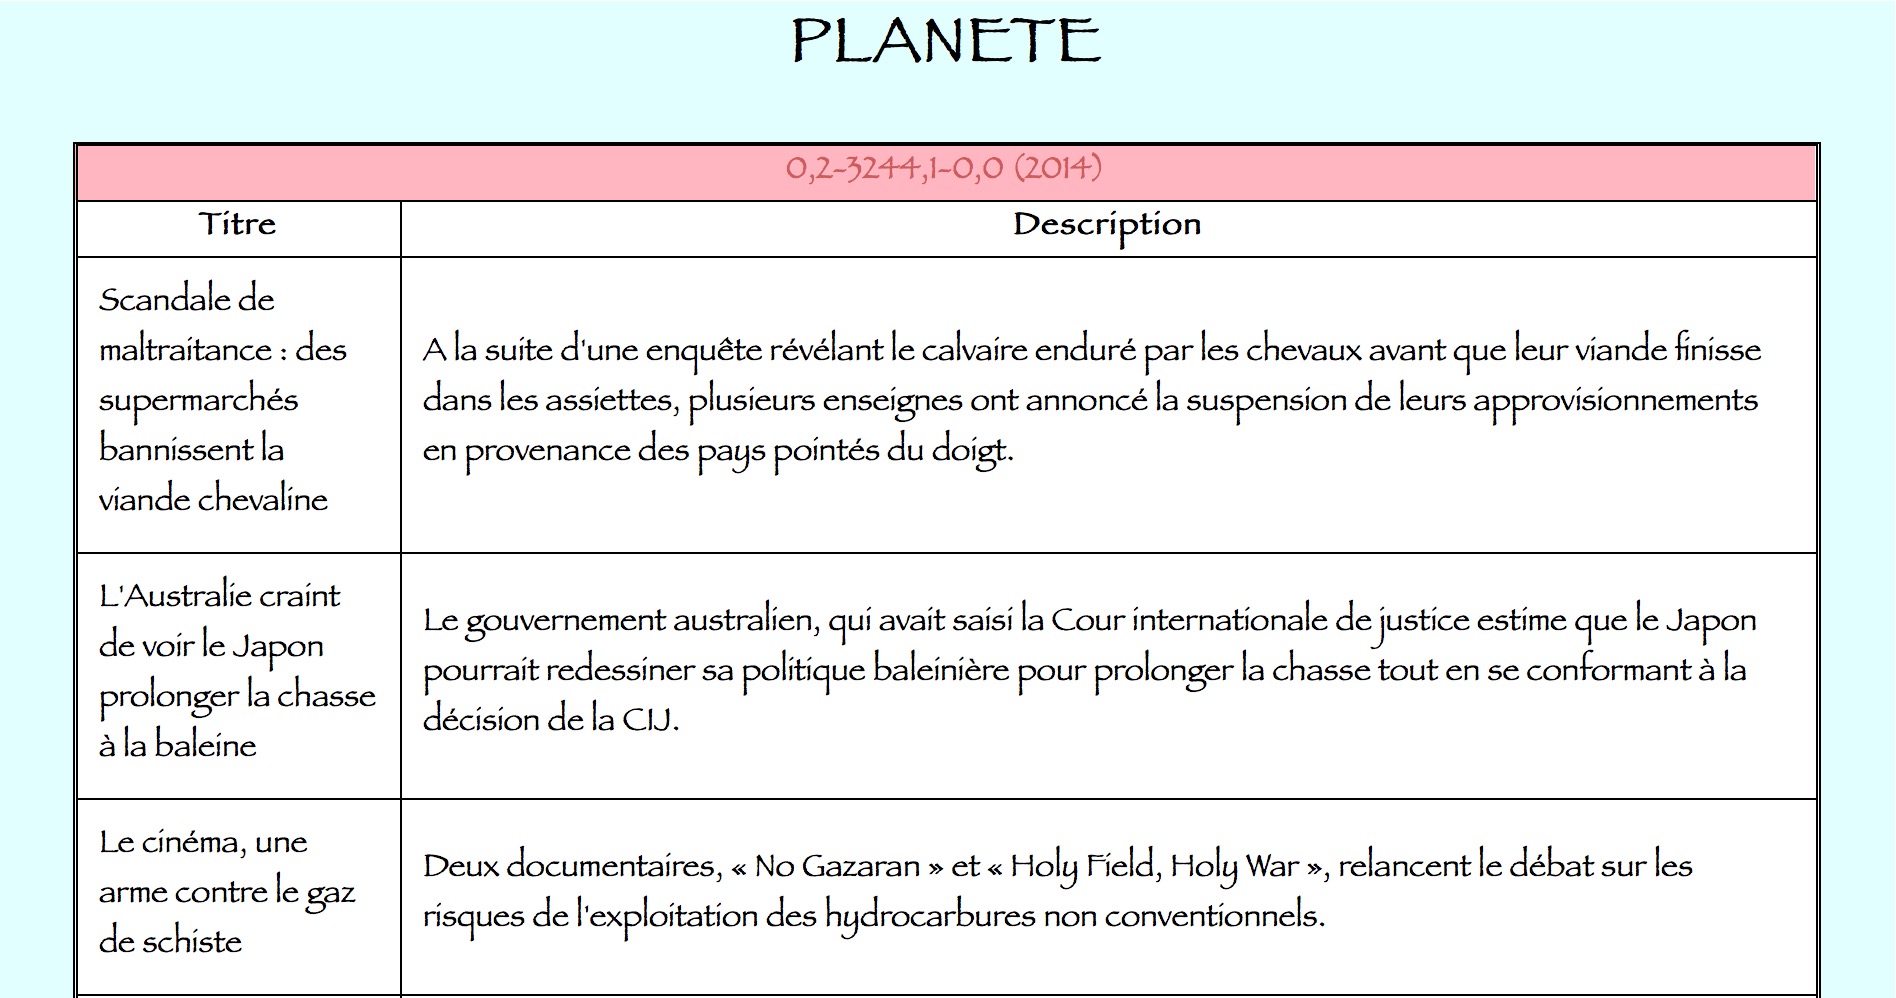 PLANETE
0,2-3244,1-0,0 (2014)
Titre
Description
Scandale de
maltraitance : des
supermarchés
bannissent la
viande chevaline
A la suite d'une enquête révélant le calvaire enduré par les chevaux avant que leur viande finisse
dans les assiettes, plusieurs enseignes ont annoncé la suspension de leurs approvisionnements
en provenance des pays pointés du doigt.
L'Australie craint
de voir le Japon
prolonger la chasse
à la baleine
Le gouvernement australien, qui avait saisi la Cour internationale de justice estime que le Japon
pourrait redessiner sa politique baleinière pour prolonger la chasse tout en se conformant à la
décision de la CIJ.
Le cinéma, une
arme contre le gaz
de schiste
Deux documentaires, « No Gazaran » et « Holy Field, Holy War », relancent le débat sur les
risques de l'exploitation des hydrocarbures non conventionnels.